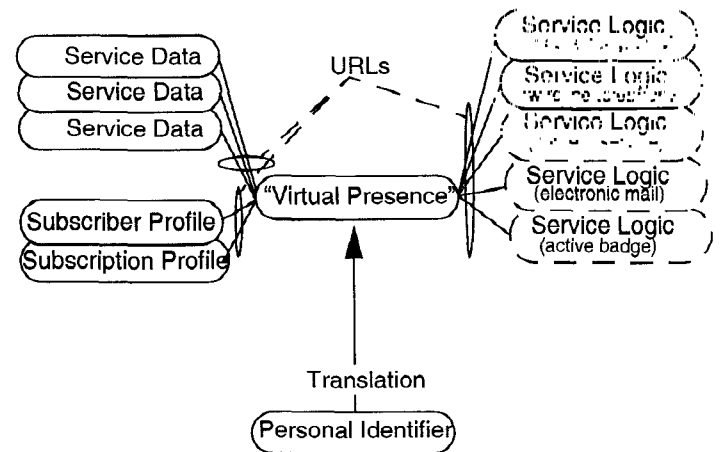 Service Data
Service Data
Service Data
URLs
Service Logic
Service Logic
Service Logic
Service Logic
(electronic mail)
Service Logic
(active badge)
"Virtual Presence"
Subscriber Profile
Subscription Profile
Translation
Personal Identifier